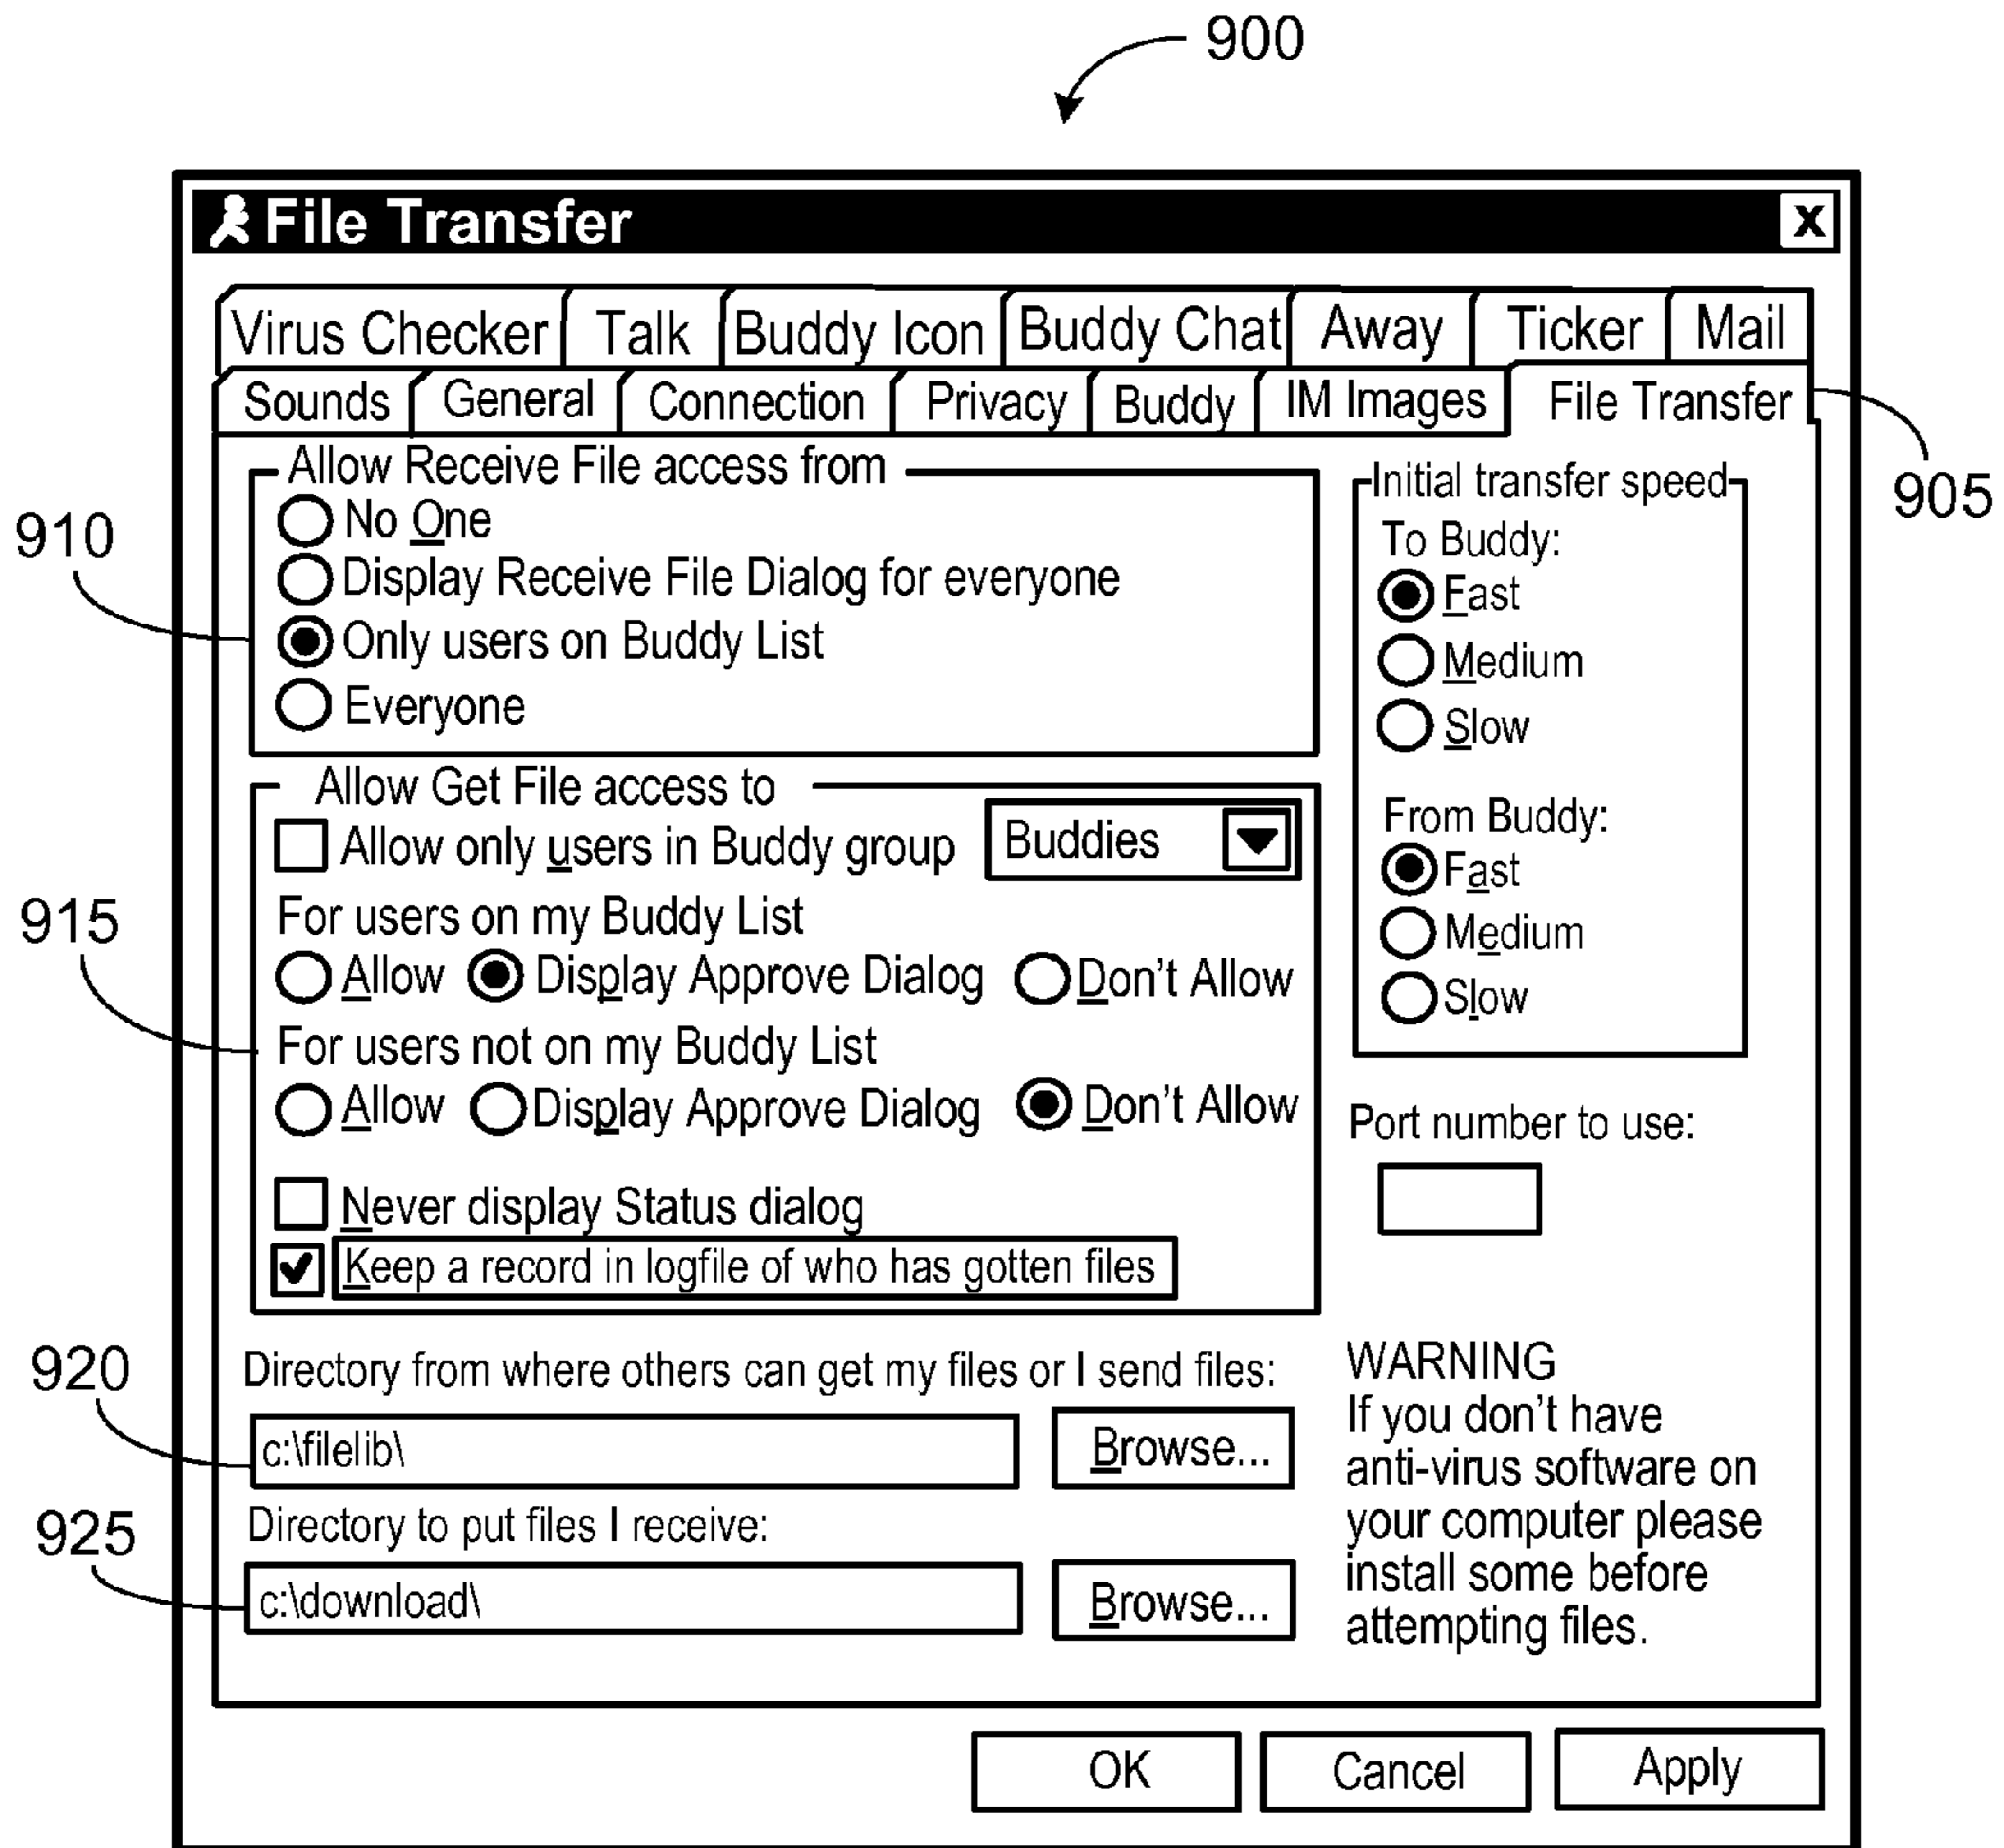 900
File Transfer
X
Virus Checker Talk Buddy Icon Buddy Chat Away Ticker Mail
Sounds General Connection Privacy Buddy IM Images File Transfer
905
910
Allow Receive File access from
No One
Display Receive File Dialog for everyone
Only users on Buddy List
Everyone
Initial transfer speed
To Buddy:
Fast
Medium
Slow
From Buddy:
Fast
Medium
Slow
915
Allow Get File access to
Allow only users in Buddy group Buddies
For users on my Buddy List
Allow Display Approve Dialog Don't Allow
For users not on my Buddy List
Allow Display Approve Dialog Don't Allow
Never display Status dialog
Keep a record in logfile of who has gotten files
Port number to use:
920
Directory from where others can get my files or I send files:
c:\filelib\ Browse...
925
Directory to put files I receive:
c:\download\ Browse...
WARNING
If you don't have
anti-virus software on
your computer please
install some before
attempting files.
OK Cancel Apply